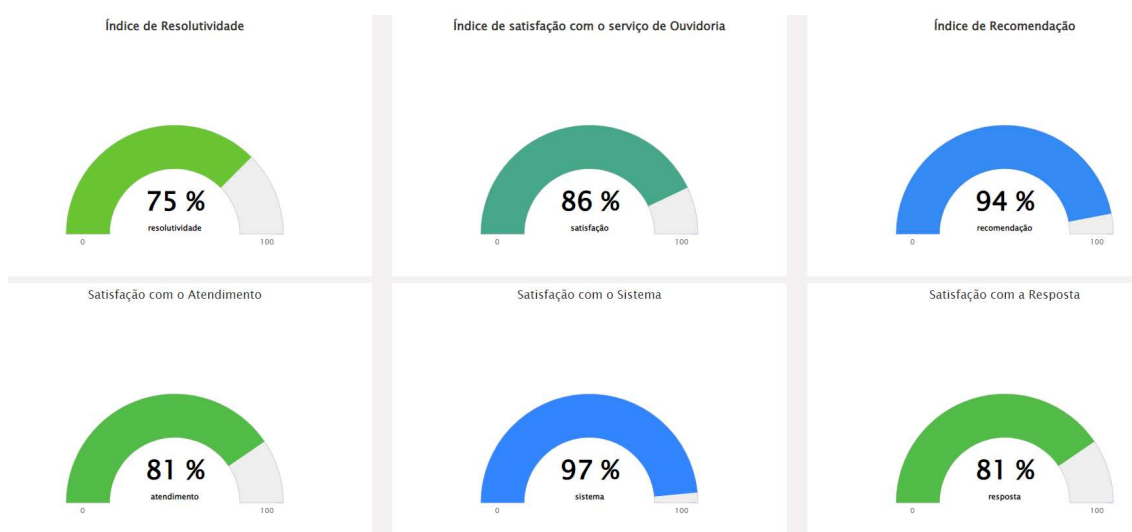 Índice de Resolutividade
75 %
resolutividade
0
100
Índice de satisfação com o serviço de Ouvidoria
86 %
satisfação
0
100
Índice de Recomendação
94 %
recomendação
0
100
Satisfação com o Atendimento
81 %
atendimento
0
100
Satisfação com o Sistema
97 %
sistema
0
100
Satisfação com a Resposta
81 %
resposta
0
100